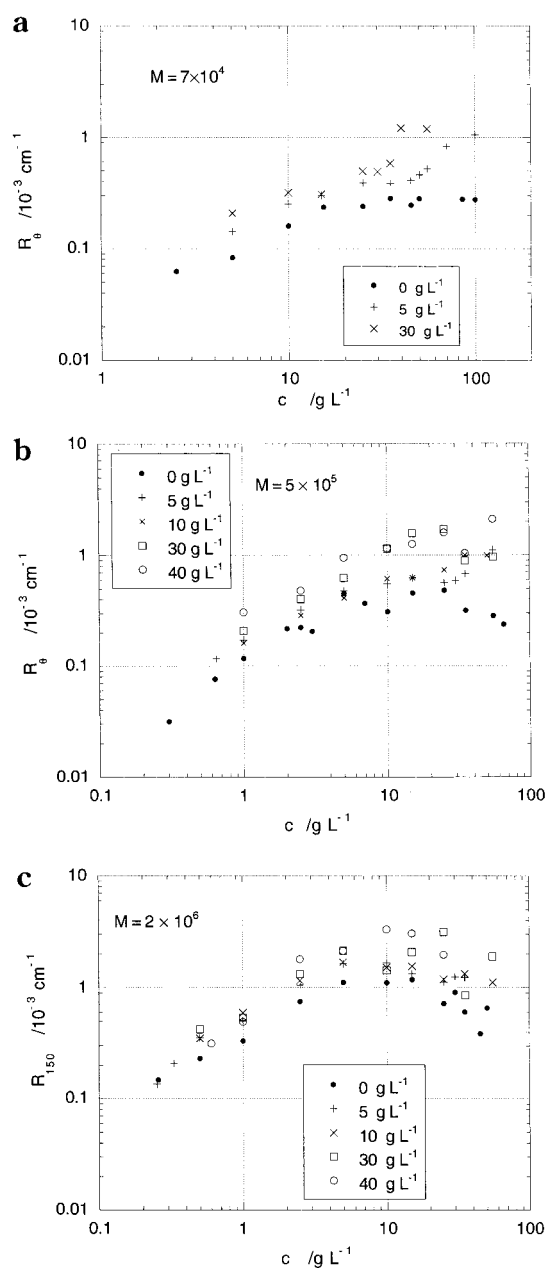 a
10
M = 7×10⁴
1
R_θ /10⁻³ cm⁻¹
0.1
0 g L⁻¹
5 g L⁻¹
30 g L⁻¹
0.01
1
10
100
c /g L⁻¹
b
10
0 g L⁻¹
5 g L⁻¹
10 g L⁻¹
30 g L⁻¹
40 g L⁻¹
M = 5 × 10⁵
1
R_θ /10⁻³ cm⁻¹
0.1
0.01
0.1
1
10
100
c /g L⁻¹
c
10
M = 2 × 10⁶
1
R₁₅₀ /10⁻³ cm⁻¹
0.1
0 g L⁻¹
5 g L⁻¹
10 g L⁻¹
30 g L⁻¹
40 g L⁻¹
0.01
0.1
1
10
100
c /g L⁻¹